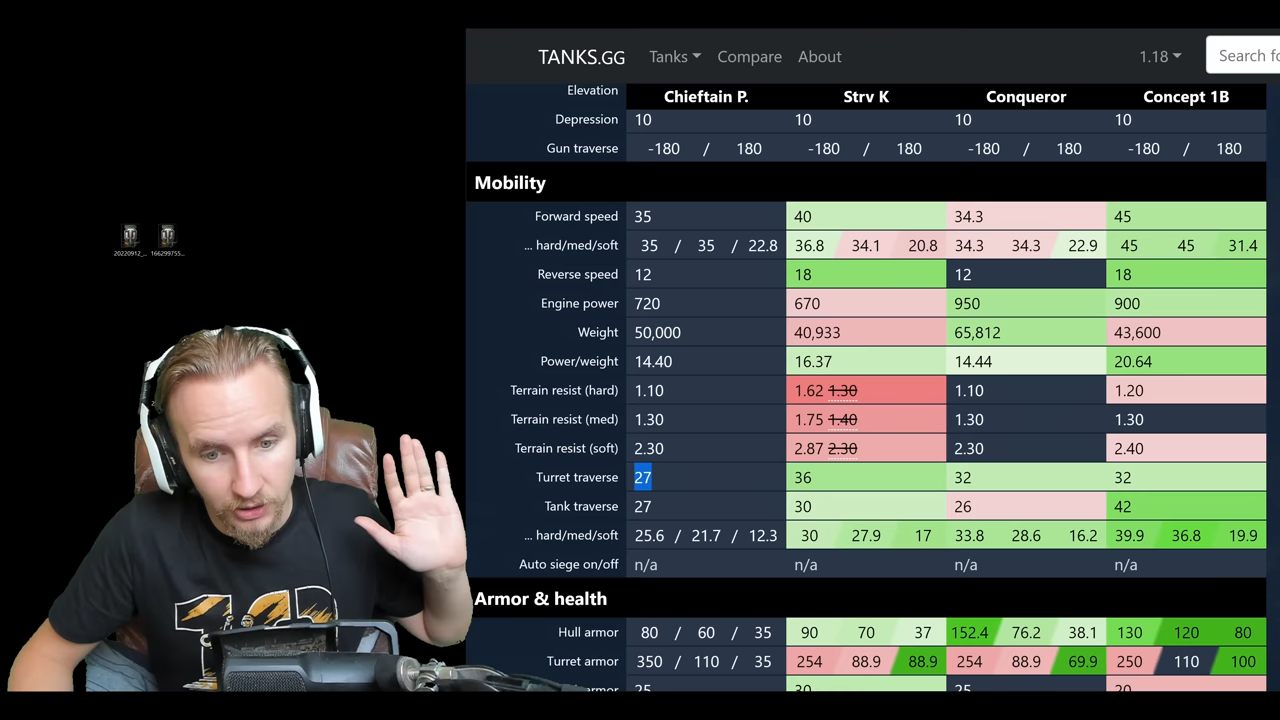 TANKS.GG Tanks Compare About 1.18 Search fo
Elevation Chieftain P. Strv K Conqueror Concept 1B
Depression 10 10 10 10
Gun traverse -180 / 180 -180 / 180 -180 / 180 -180 / 180
Mobility
Forward speed 35 40 34.3 45
... hard/med/soft 35 / 35 / 22.8 36.8 34.1 20.8 34.3 34.3 22.9 45 45 31.4
Reverse speed 12 18 12 18
Engine power 720 670 950 900
Weight 50,000 40,933 65,812 43,600
Power/weight 14.40 16.37 14.44 20.64
Terrain resist (hard) 1.10 1.62 1.30 1.10 1.20
Terrain resist (med) 1.30 1.75 1.40 1.30 1.30
Terrain resist (soft) 2.30 2.87 2.30 2.30 2.40
Turret traverse 27 36 32 32
Tank traverse 27 30 26 42
... hard/med/soft 25.6 / 21.7 / 12.3 30 27.9 17 33.8 28.6 16.2 39.9 36.8 19.9
Auto siege on/off n/a n/a n/a n/a
Armor & health
Hull armor 80 / 60 / 35 90 70 37 152.4 76.2 38.1 130 120 80
Turret armor 350 / 110 / 35 254 88.9 88.9 254 88.9 69.9 250 110 100